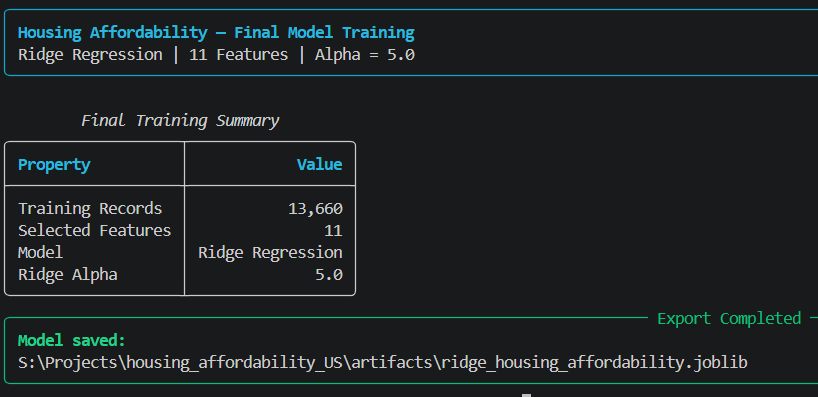 Housing Affordability — Final Model Training
Ridge Regression | 11 Features | Alpha = 5.0
Final Training Summary
Property Value
Training Records 13,660
Selected Features 11
Model Ridge Regression
Ridge Alpha 5.0
Export Completed
Model saved:
S:\Projects\housing_affordability_US\artifacts\ridge_housing_affordability.joblib